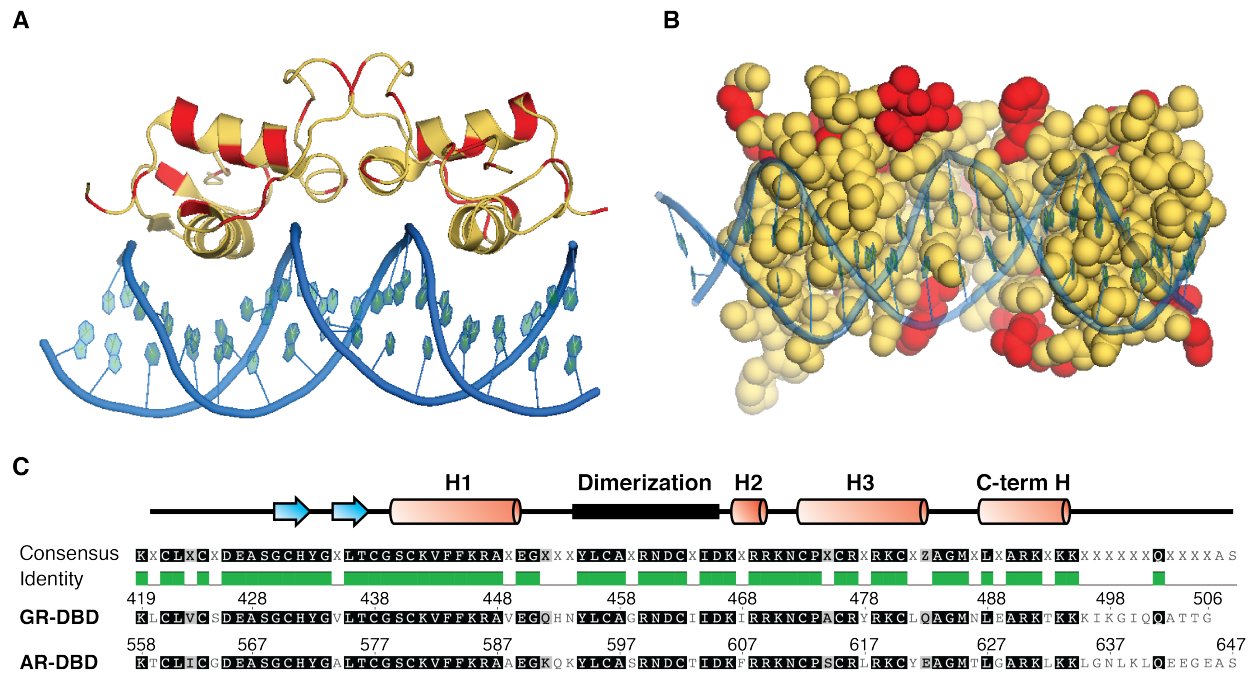 A
B
C
H1 Dimerization H2 H3 C-term H
Consensus KXCLXCXDEASGCHYGXLTCGSCKVFFKRAXEGXXXYLCAXRNDCXIDKXRRKNCPXCRXRKCXZAGMXLXARKXKKXXXXXXQXXXXAS
Identity
419 428 438 448 458 468 478 488 498 506
GR-DBD KLCLVCSDEASGCHYGVLTCGSCKVFFKRAVEGQHNYLCAGRNDCIIDKIRRKNCPACRYRKCLQAGMNLEARKTKKKIKGIQQATTG
558 567 577 587 597 607 617 627 637 647
AR-DBD KTCLICGDEASGCHYGALTCGSCKVFFKRAAEGKQKYLCASRNDCTIDKFRRKNCPSCRLRKCYEAGMTLGARKLKKLGNLKLQEEGEAS